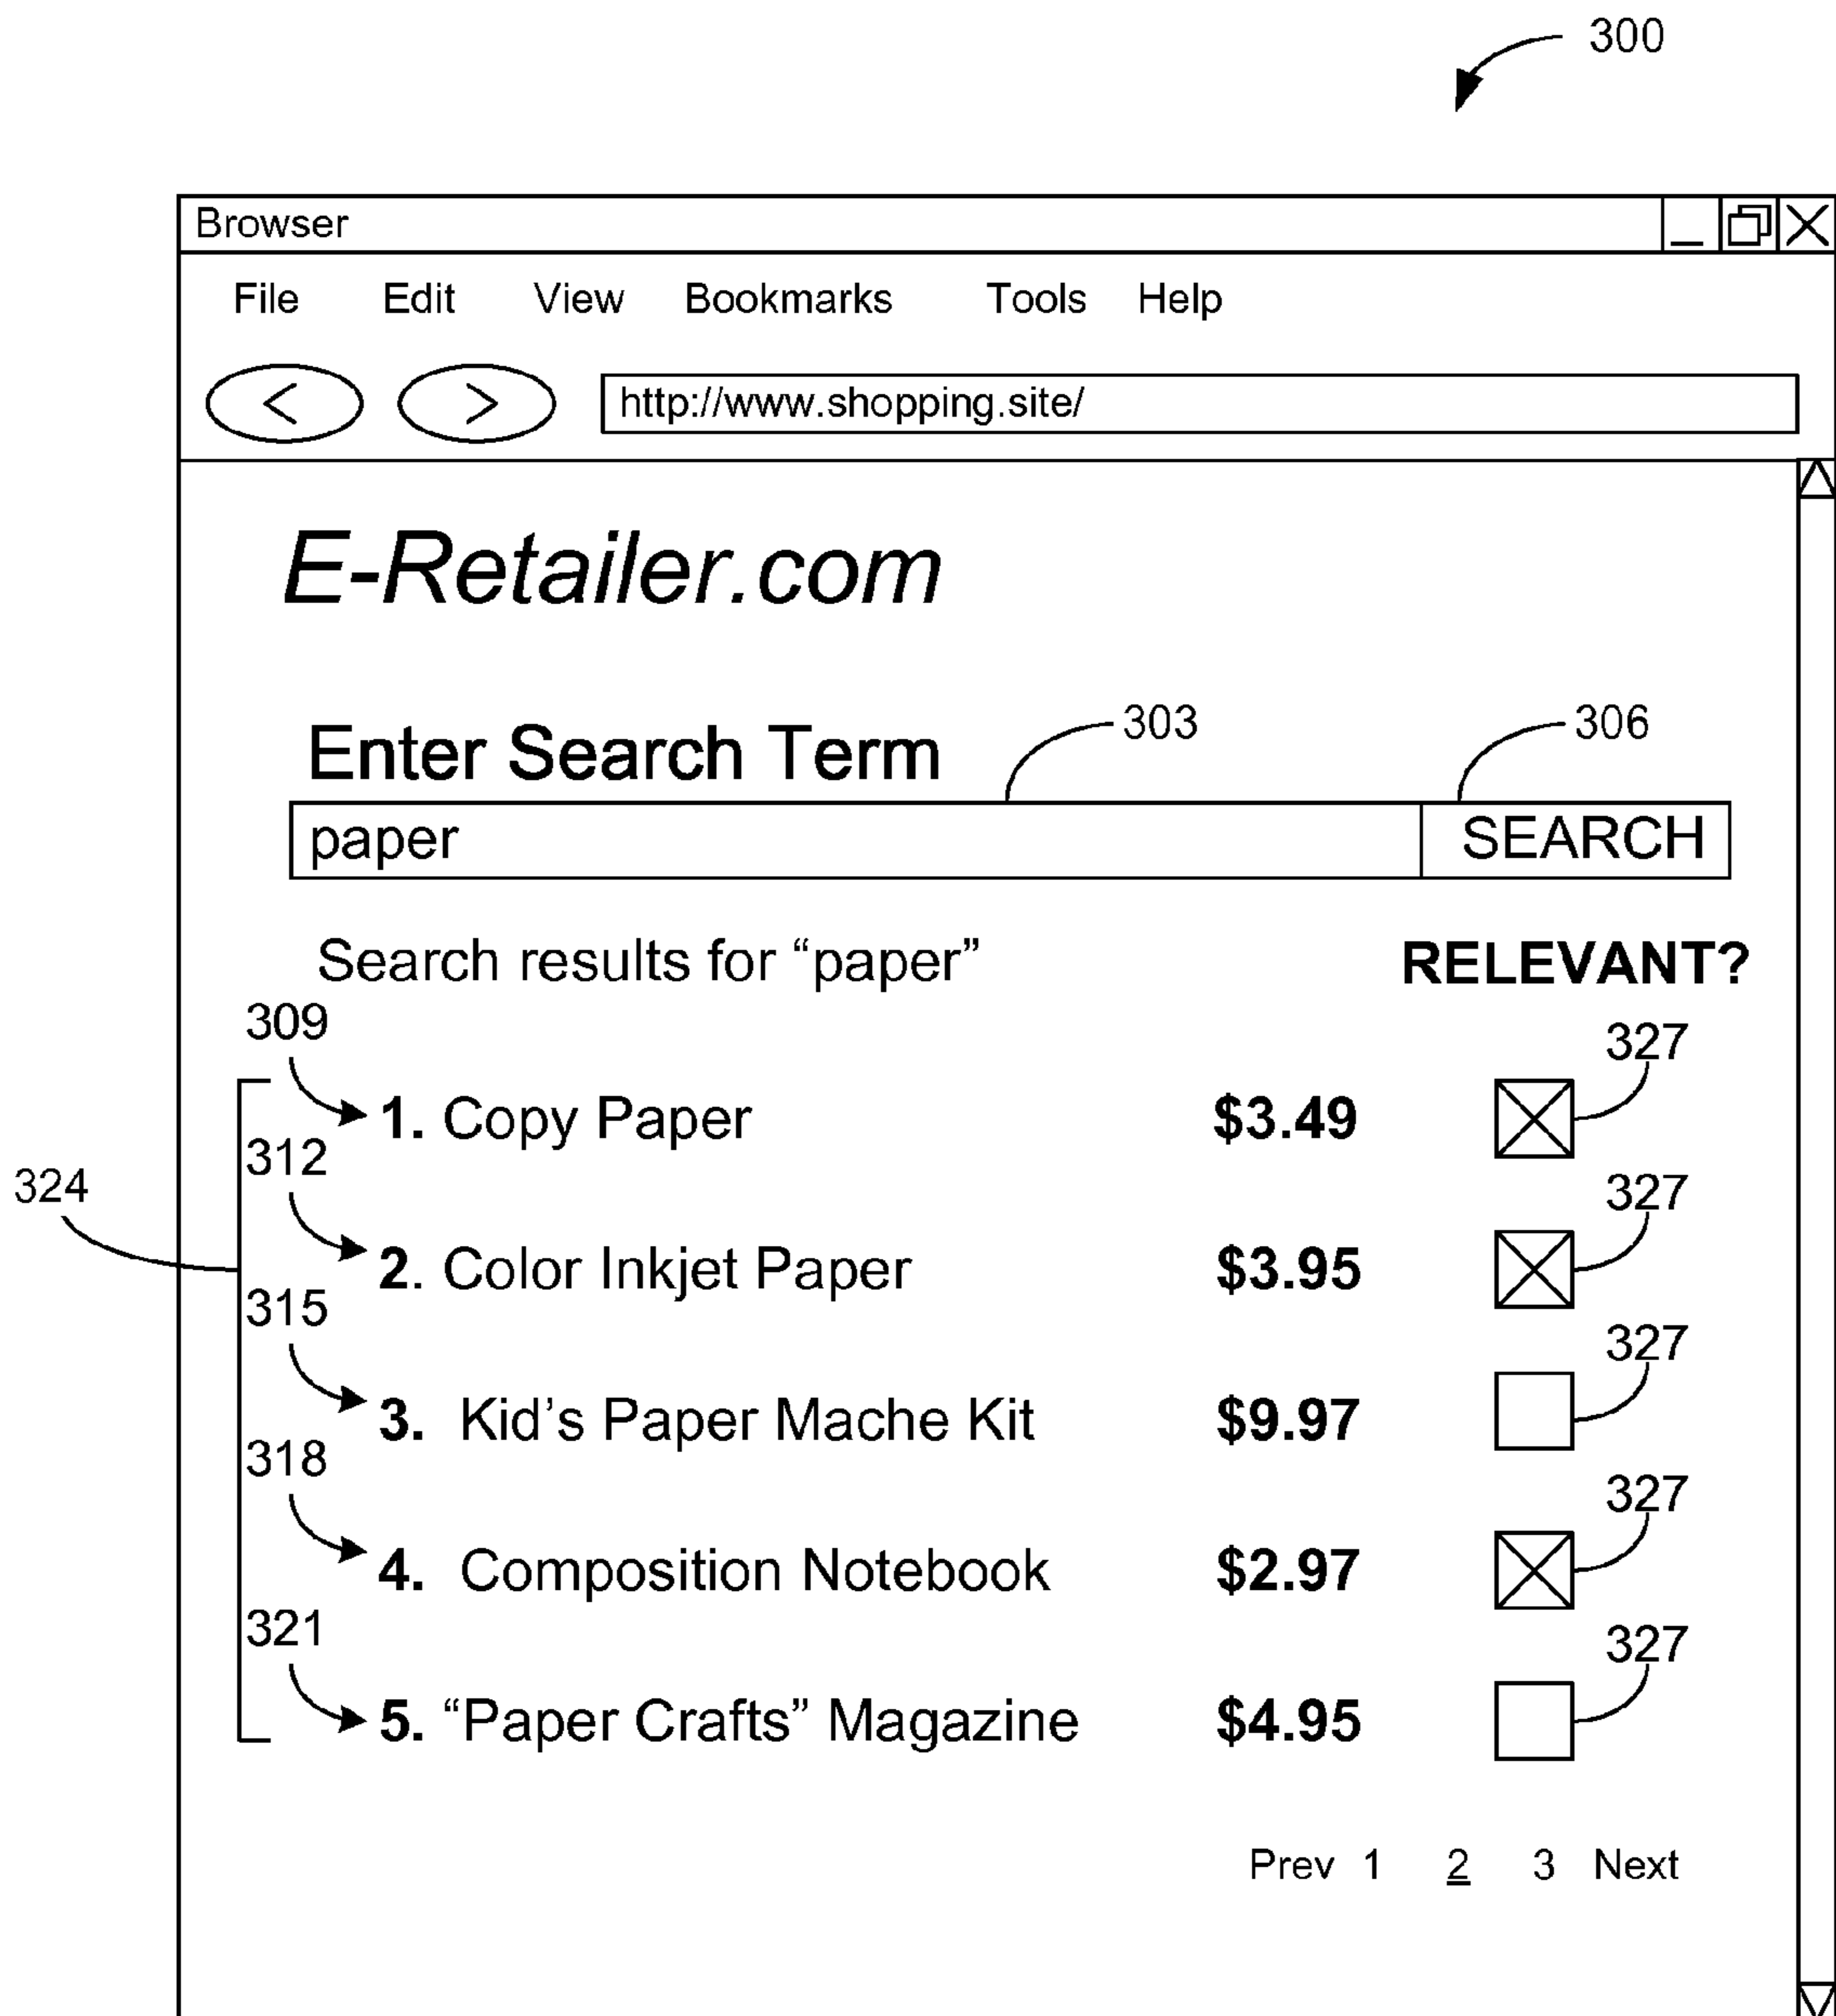 300
Browser
File Edit View Bookmarks Tools Help
< > http://www.shopping.site/
E-Retailer.com
303 306
Enter Search Term
paper SEARCH
Search results for “paper” RELEVANT?
309 327
1. Copy Paper $3.49
312 327
324
2. Color Inkjet Paper $3.95
315 327
3. Kid’s Paper Mache Kit $9.97
318 327
4. Composition Notebook $2.97
321 327
5. “Paper Crafts” Magazine $4.95
Prev 1 2 3 Next